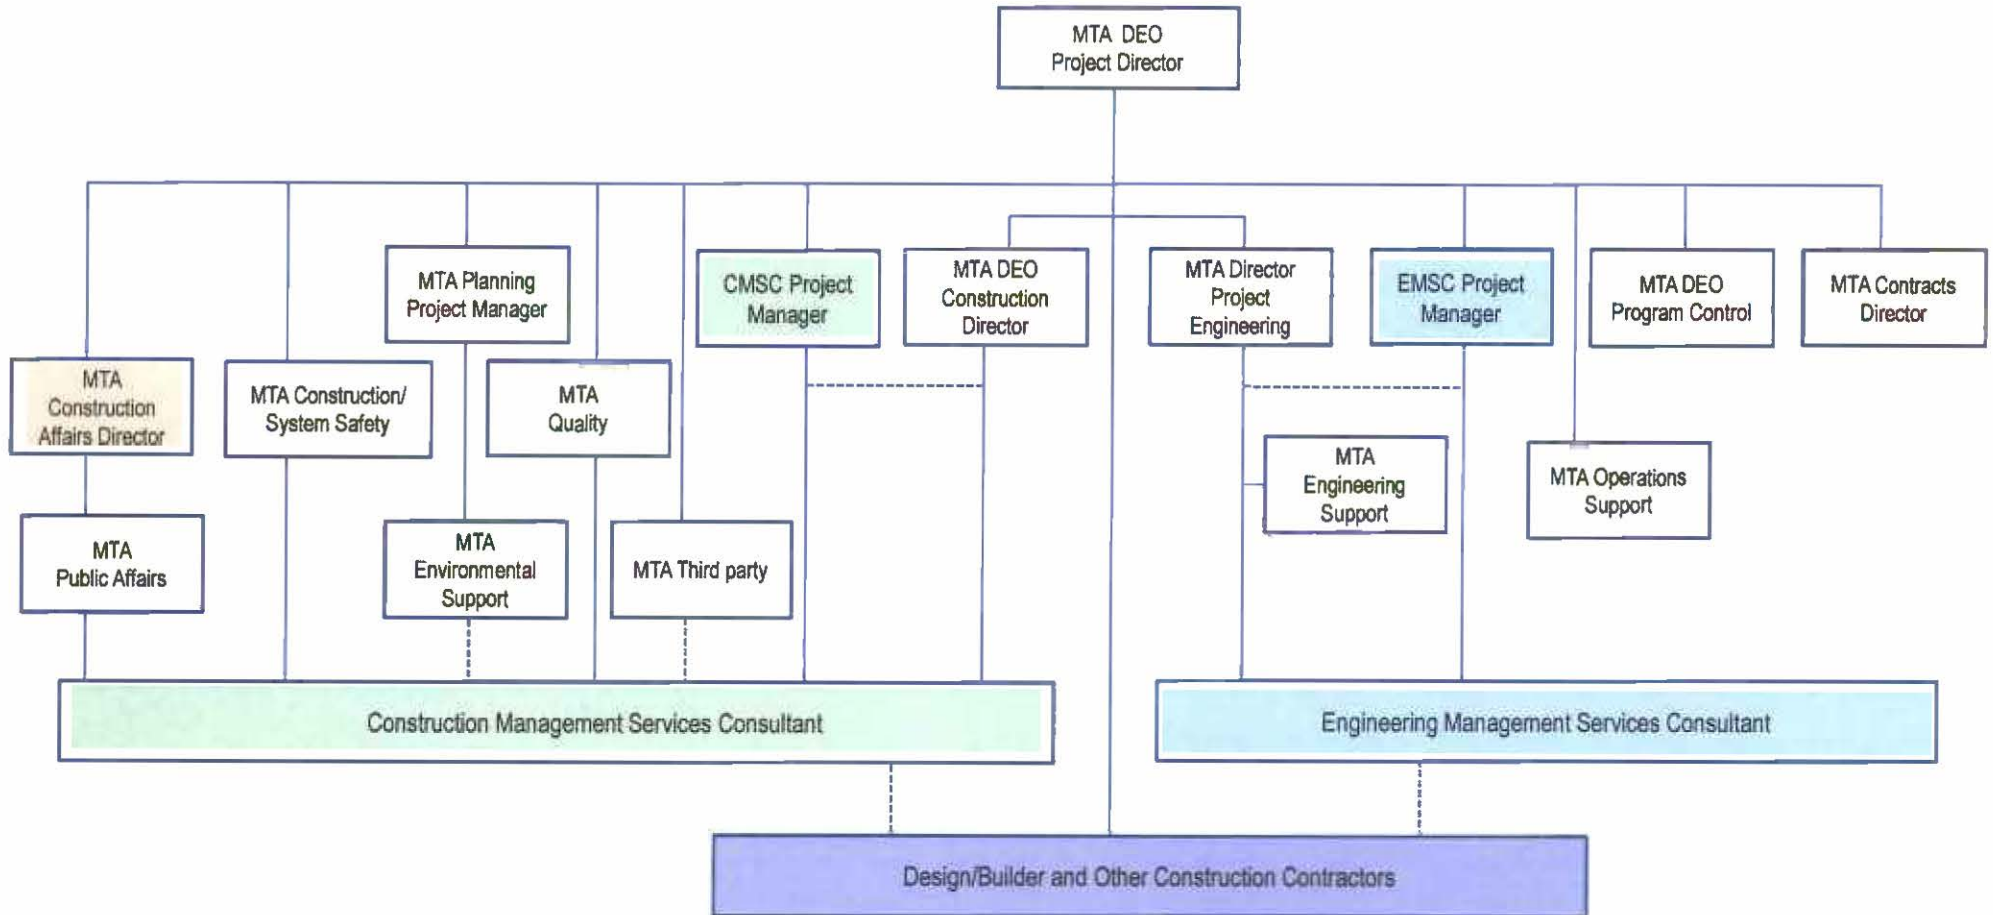 MTA DEO
Project Director
MTA Planning
Project Manager
CMSC Project
Manager
MTA DEO
Construction
Director
MTA Director
Project
Engineering
EMSC Project
Manager
MTA DEO
Program Control
MTA Contracts
Director
MTA
Construction
Affairs Director
MTA Construction/
System Safety
MTA
Quality
MTA
Engineering
Support
MTA Operations
Support
MTA
Public Affairs
MTA
Environmental
Support
MTA Third party
Construction Management Services Consultant
Engineering Management Services Consultant
Design/Builder and Other Construction Contractors